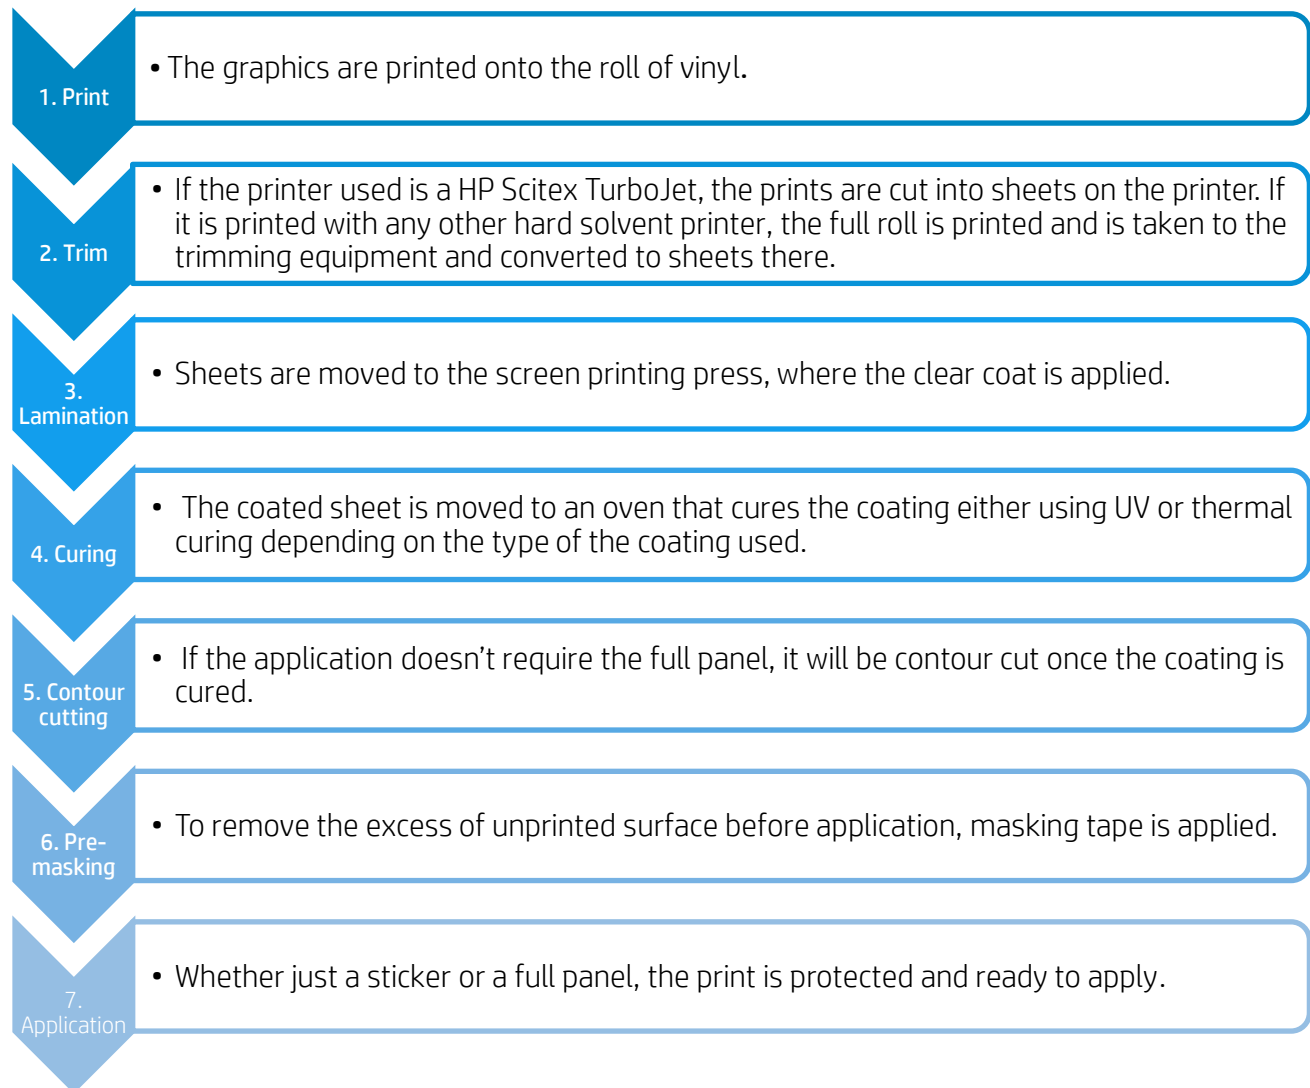 1. Print
• The graphics are printed onto the roll of vinyl.
2. Trim
• If the printer used is a HP Scitex TurboJet, the prints are cut into sheets on the printer. If
it is printed with any other hard solvent printer, the full roll is printed and is taken to the
trimming equipment and converted to sheets there.
3.
Lamination
• Sheets are moved to the screen printing press, where the clear coat is applied.
4. Curing
• The coated sheet is moved to an oven that cures the coating either using UV or thermal
curing depending on the type of the coating used.
5. Contour
cutting
• If the application doesn’t require the full panel, it will be contour cut once the coating is
cured.
6. Pre-
masking
• To remove the excess of unprinted surface before application, masking tape is applied.
7.
Application
• Whether just a sticker or a full panel, the print is protected and ready to apply.